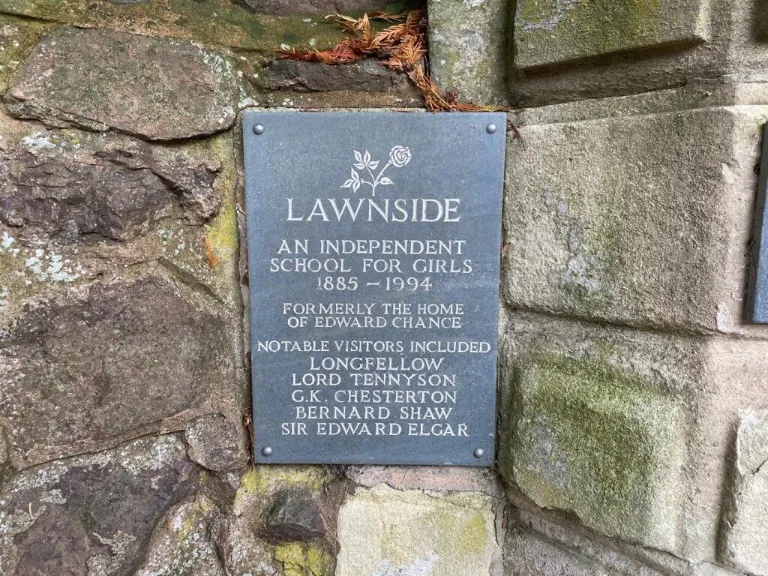 LAWNSIDE
AN INDEPENDENT
SCHOOL FOR GIRLS
1885 – 1994
FORMERLY THE HOME
OF EDWARD CHANCE
NOTABLE VISITORS INCLUDED
LONGFELLOW
LORD TENNYSON
G.K. CHESTERTON
BERNARD SHAW
SIR EDWARD ELGAR